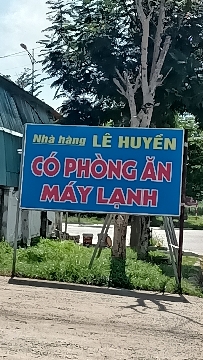 Nhà hàng LÊ HUYỀN
CÓ PHÒNG ĂN
MÁY LẠNH